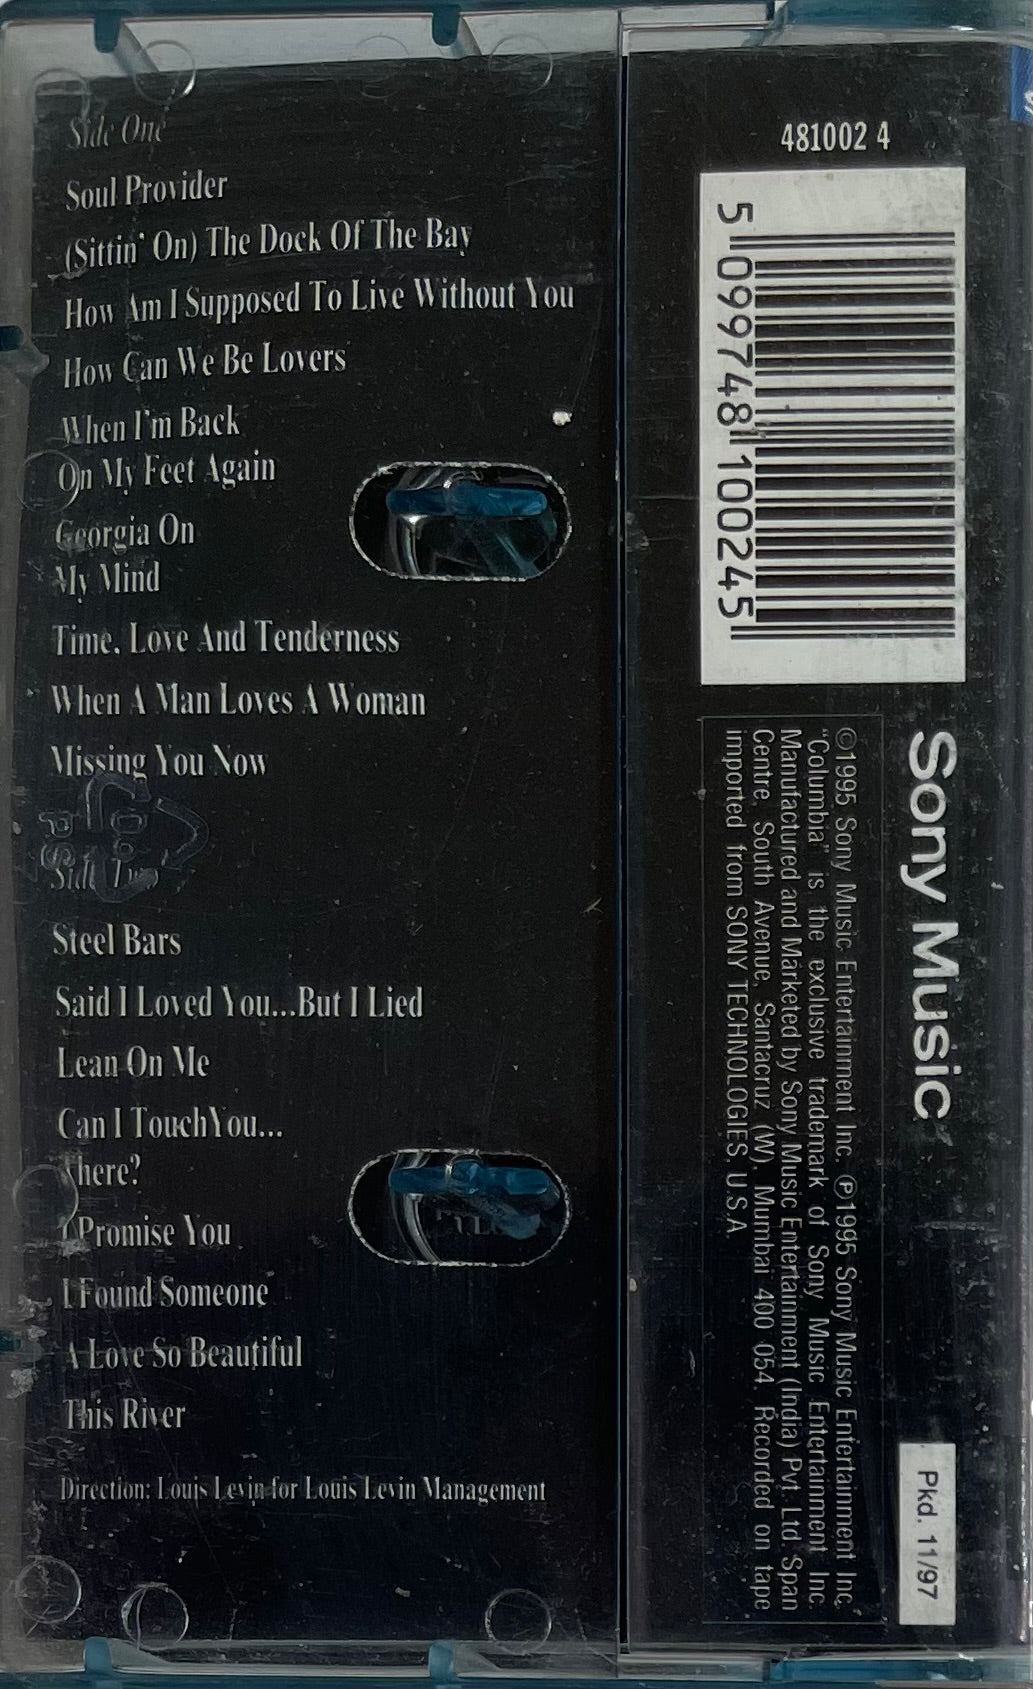 Side One
Soul Provider
(Sittin' On) The Dock Of The Bay
How Am I Supposed To Live Without You
How Can We Be Lovers
When I'm Back
On My Feet Again
Georgia On
My Mind
Time, Love And Tenderness
When A Man Loves A Woman
Missing You Now
Side Two
Steel Bars
Said I Loved You...But I Lied
Lean On Me
Can I TouchYou...
There?
I Promise You
I Found Someone
A Love So Beautiful
This River
Direction: Louis Levin for Louis Levin Management
481002 4
5 099748 100245
Sony Music
©1995 Sony Music Entertainment Inc. ℗1995 Sony Music Entertainment Inc.
"Columbia" is the exclusive trademark of Sony Music Entertainment Inc.
Manufactured and Marketed by Sony Music Entertainment (India) Pvt. Ltd. Span
Centre, South Avenue, Santacruz (W), Mumbai 400 054. Recorded on tape
imported from SONY TECHNOLOGIES, U.S.A
Pkd. 11/97